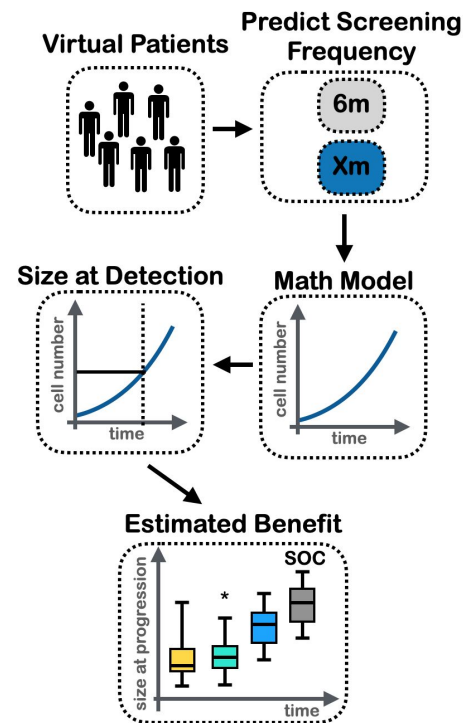 Virtual Patients
Predict Screening
Frequency
6m
Xm
Size at Detection
cell number
time
Math Model
cell number
time
Estimated Benefit
size at progression
*
SOC
time